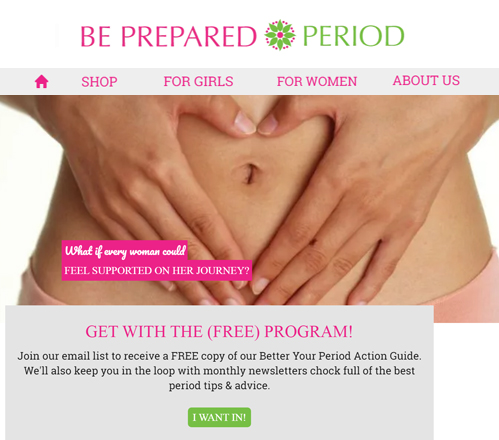 BE PREPARED PERIOD
SHOP FOR GIRLS FOR WOMEN ABOUT US
What if every woman could
FEEL SUPPORTED ON HER JOURNEY?
GET WITH THE (FREE) PROGRAM!
Join our email list to receive a FREE copy of our Better Your Period Action Guide.
We'll also keep you in the loop with monthly newsletters chock full of the best
period tips & advice.
I WANT IN!